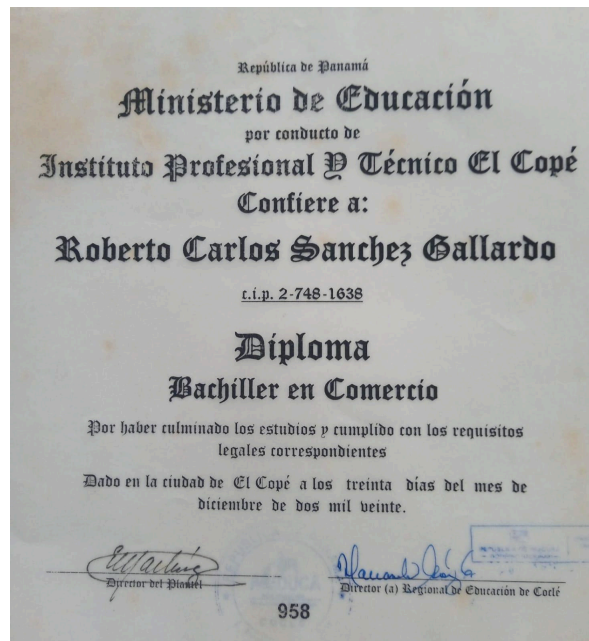 República de Panamá
Ministerio de Educación
por conducto de
Instituto Profesional Y Técnico El Copé
Confiere a:
Roberto Carlos Sanchez Gallardo
c.i.p. 2-748-1638
Diploma
Bachiller en Comercio
Por haber culminado los estudios y cumplido con los requisitos
legales correspondientes
Dado en la ciudad de El Copé a los treinta días del mes de
diciembre de dos mil veinte.
Director del Plantel
Director (a) Regional de Educación de Coclé
958